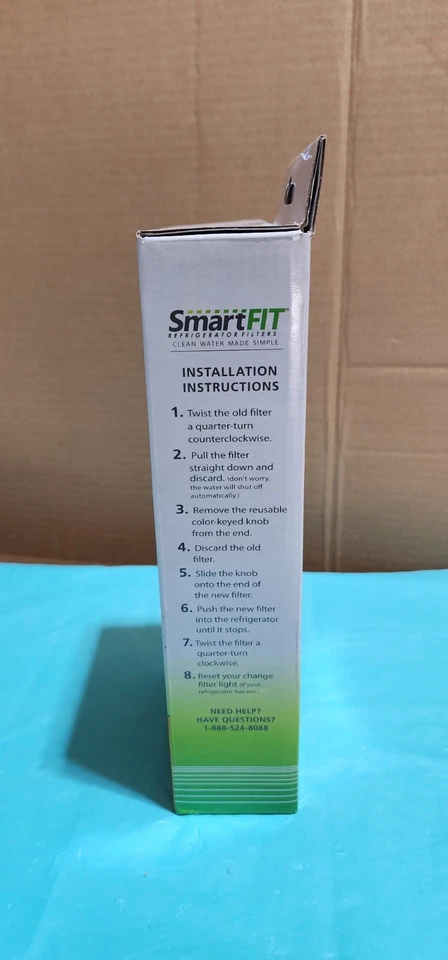 SmartFIT™
REFRIGERATOR FILTERS
CLEAN WATER MADE SIMPLE
INSTALLATION
INSTRUCTIONS
1. Twist the old filter
a quarter-turn
counterclockwise.
2. Pull the filter
straight down and
discard. (don't worry,
the water will shut off
automatically.)
3. Remove the reusable
color-keyed knob
from the end.
4. Discard the old
filter.
5. Slide the knob
onto the end of
the new filter.
6. Push the new filter
into the refrigerator
until it stops.
7. Twist the filter a
quarter-turn
clockwise.
8. Reset your change
filter light (if your
refrigerator has one.)
NEED HELP?
HAVE QUESTIONS?
1-888-524-8088